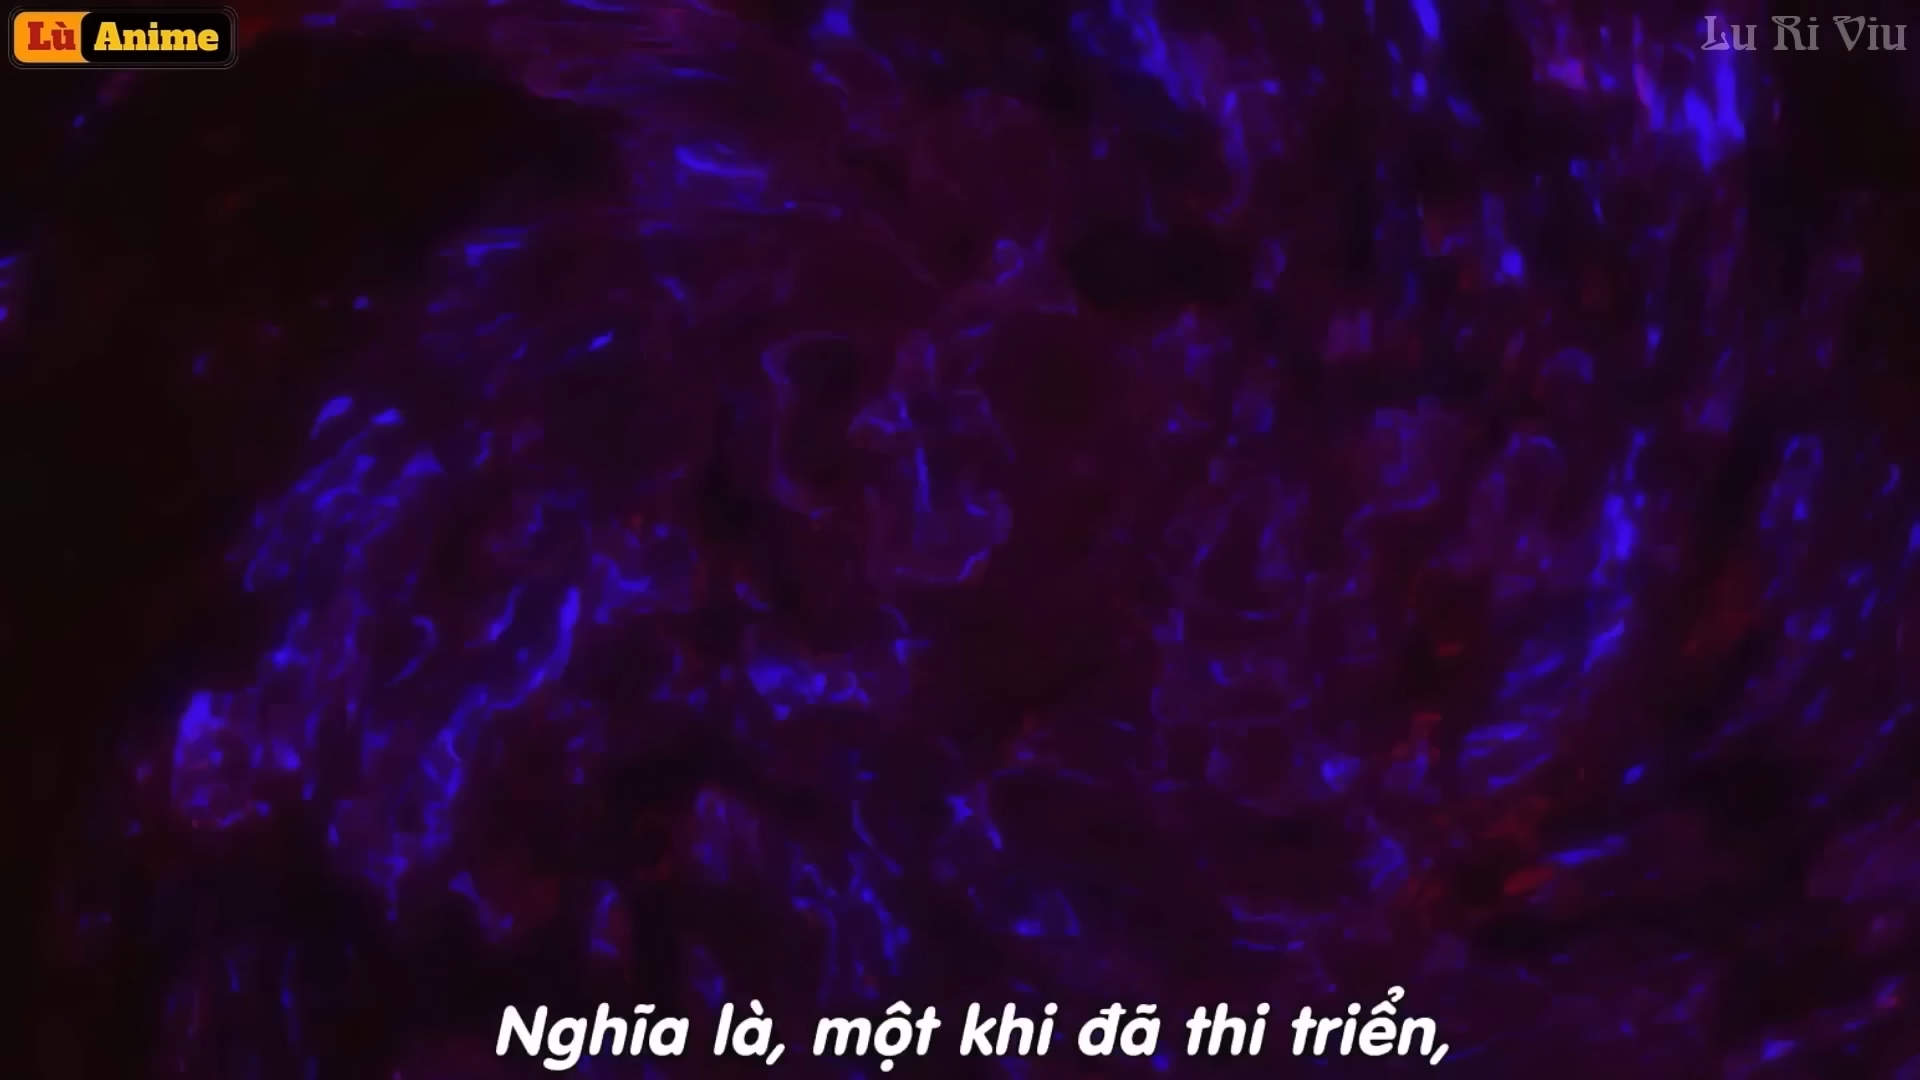 Lù Anime
Lu Ri Viu
Nghĩa là, một khi đã thi triển,